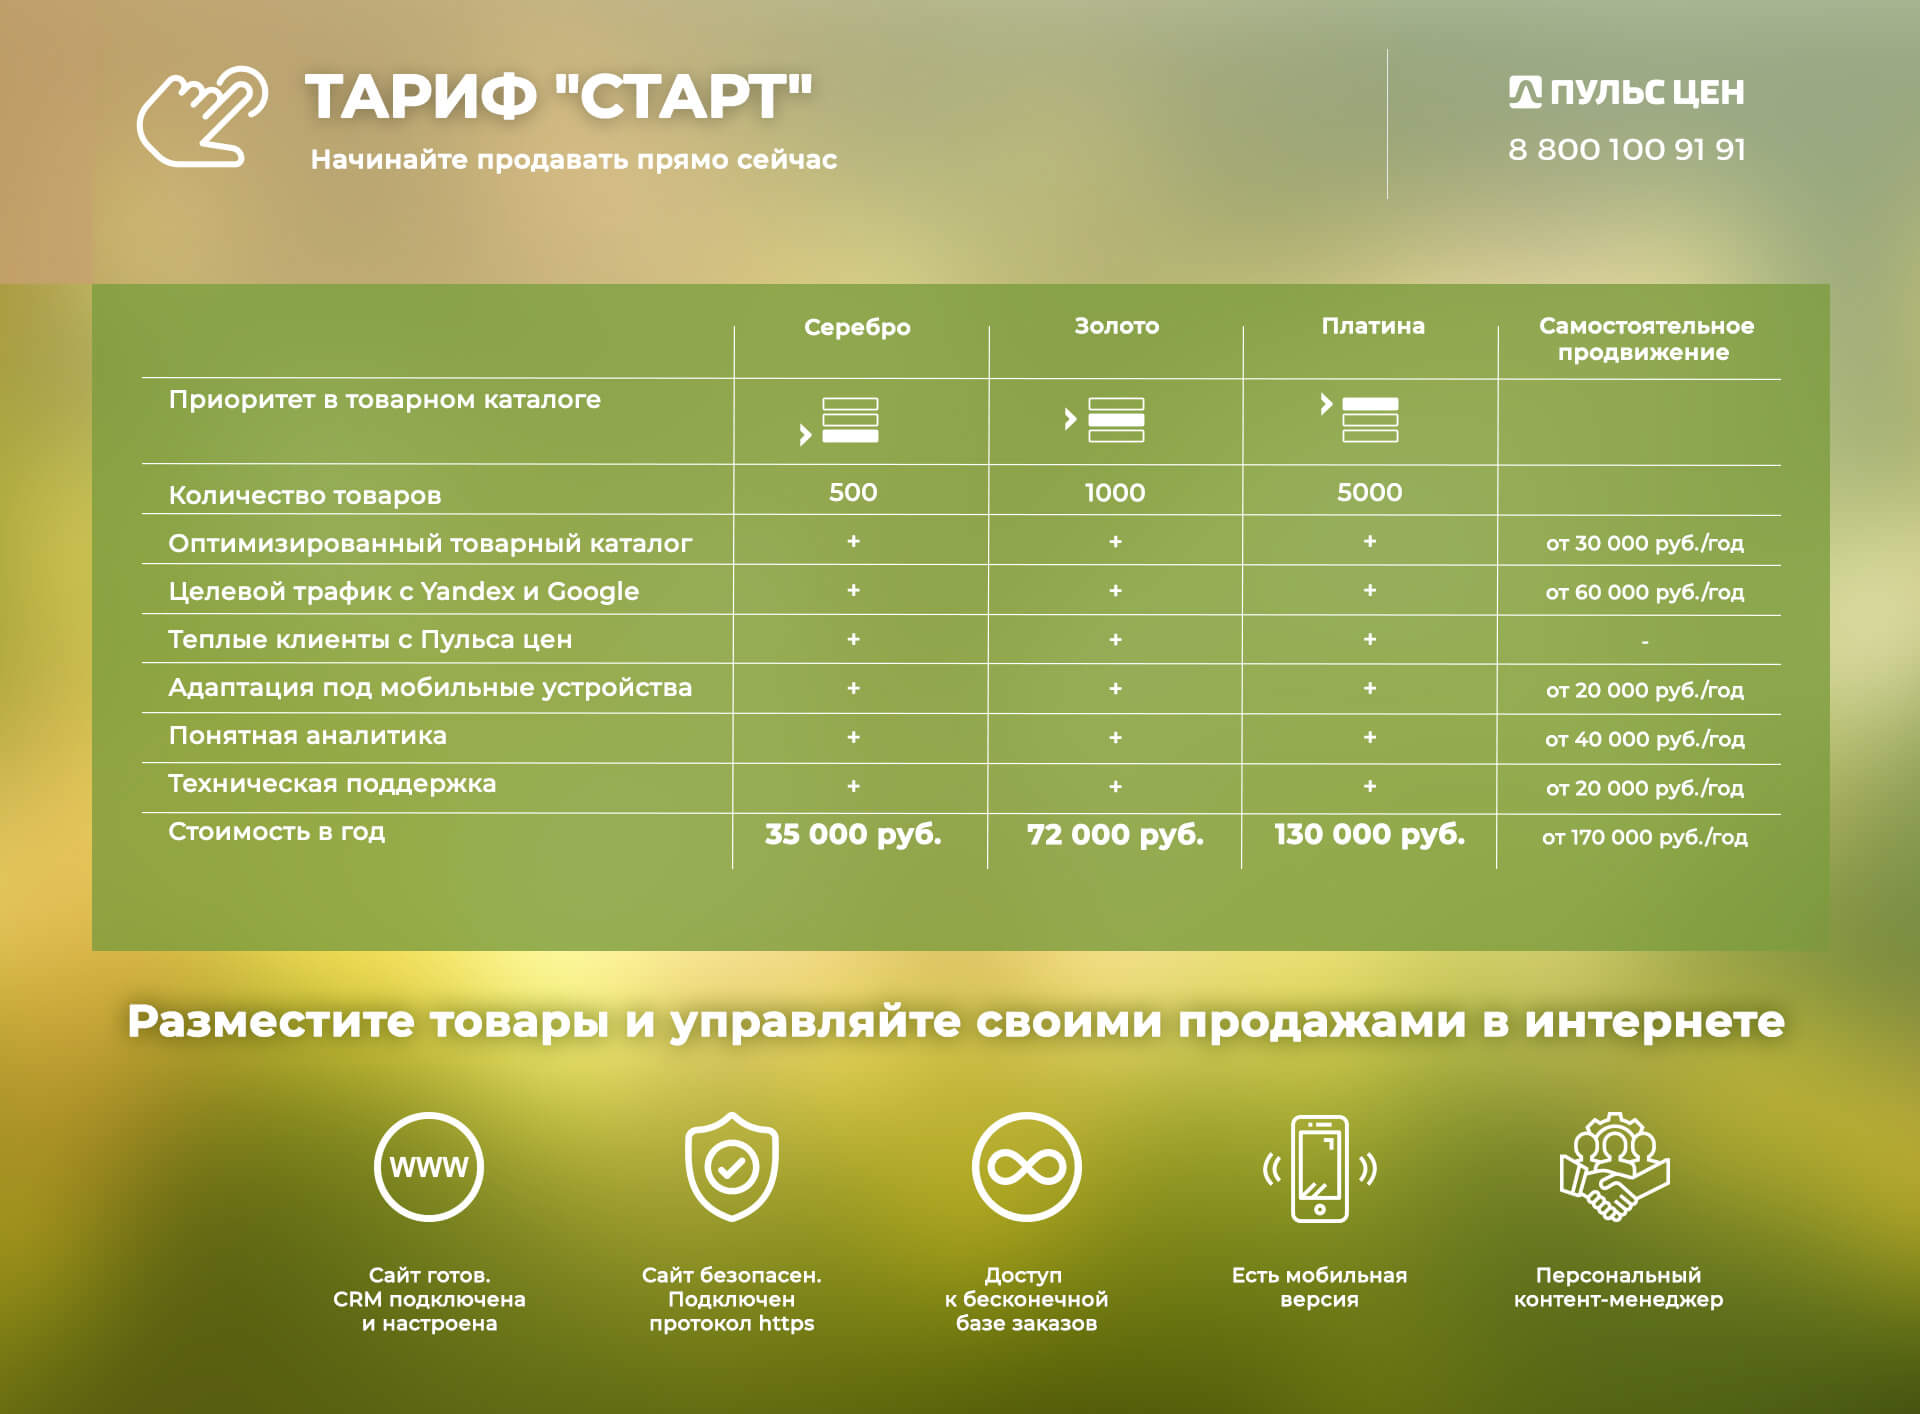 ТАРИФ "СТАРТ"
Начинайте продавать прямо сейчас
ПУЛЬС ЦЕН
8 800 100 91 91
Серебро Золото Платина Самостоятельное
продвижение
Приоритет в товарном каталоге
Количество товаров 500 1000 5000
Оптимизированный товарный каталог + + + от 30 000 руб./год
Целевой трафик с Yandex и Google + + + от 60 000 руб./год
Теплые клиенты с Пульса цен + + + -
Адаптация под мобильные устройства + + + от 20 000 руб./год
Понятная аналитика + + + от 40 000 руб./год
Техническая поддержка + + + от 20 000 руб./год
Стоимость в год 35 000 руб. 72 000 руб. 130 000 руб. от 170 000 руб./год
Разместите товары и управляйте своими продажами в интернете
www
Сайт готов.
CRM подключена
и настроена
Сайт безопасен.
Подключен
протокол https
Доступ
к бесконечной
базе заказов
Есть мобильная
версия
Персональный
контент-менеджер